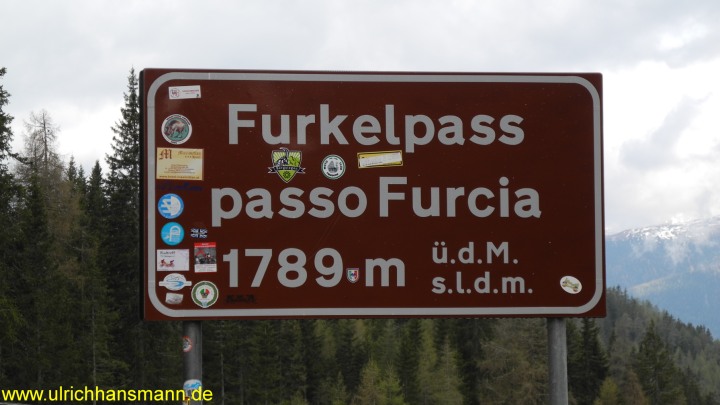 Furkelpass
passo Furcia
1789 m
ü.d.M.
s.l.d.m.
www.ulrichhansmann.de